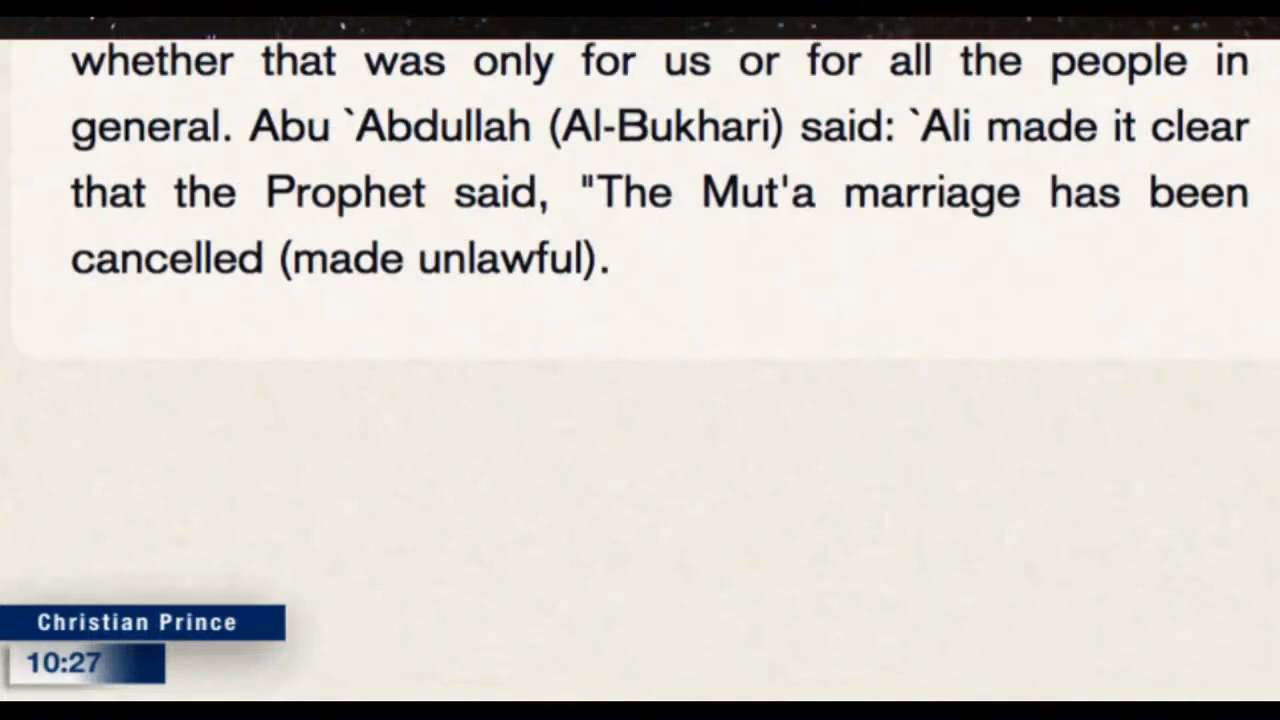 whether that was only for us or for all the people in
general. Abu `Abdullah (Al-Bukhari) said: `Ali made it clear
that the Prophet said, "The Mut'a marriage has been
cancelled (made unlawful).
Christian Prince
10:27